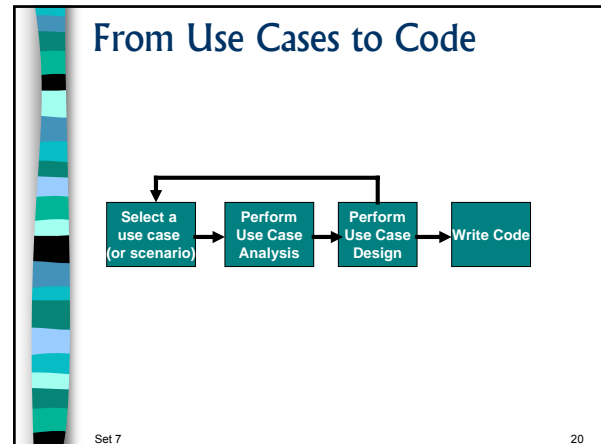 From Use Cases to Code
Select a
use case
(or scenario)
Perform
Use Case
Analysis
Perform
Use Case
Design
Write Code
Set 7
20